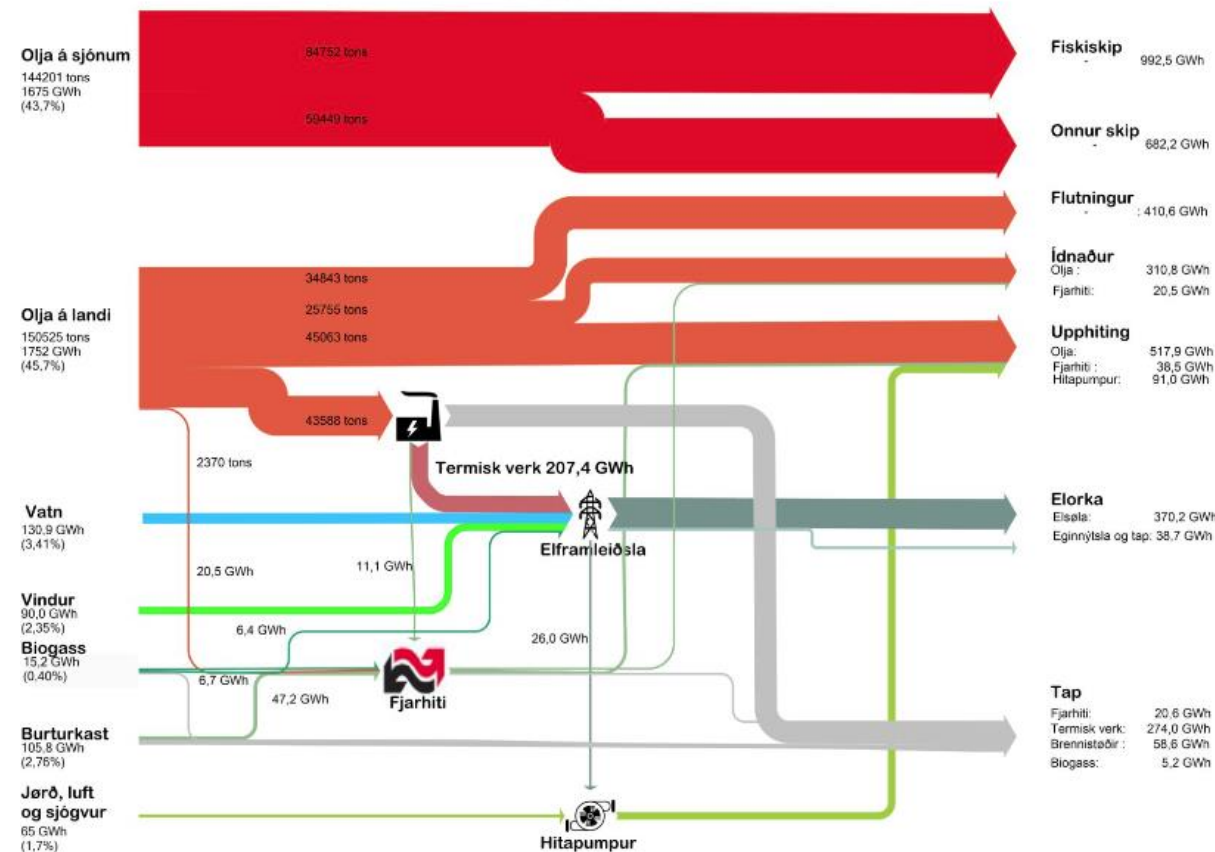 Olja á sjónum
144201 tons
1675 GWh
(43,7%)
84752 tons
59449 tons
Fiskiskip
- 992,5 GWh
Onnur skip
- 682,2 GWh
Flutningur
- : 410,6 GWh
Ídnaður
Olja : 310,8 GWh
Fjarhiti: 20,5 GWh
Olja á landi
150525 tons
1752 GWh
(45,7%)
34843 tons
25755 tons
45063 tons
43588 tons
2370 tons
Upphiting
Olja: 517,9 GWh
Fjarhiti : 38,5 GWh
Hitapumpur: 91,0 GWh
Termisk verk 207,4 GWh
Vatn
130,9 GWh
(3,41%)
Elframleiðsla
Elorka
Elsøla: 370,2 GWh
Eginnýtsla og tap: 38,7 GWh
20,5 GWh
11,1 GWh
Vindur
90,0 GWh
(2,35%)
6,4 GWh
26,0 GWh
Biogass
15,2 GWh
(0,40%)
6,7 GWh
47,2 GWh
Fjarhiti
Burturkast
105,8 GWh
(2,76%)
Tap
Fjarhiti: 20,6 GWh
Termisk verk: 274,0 GWh
Brennistøðir : 58,6 GWh
Biogass: 5,2 GWh
Jørð, luft
og sjógvur
65 GWh
(1,7%)
Hitapumpur